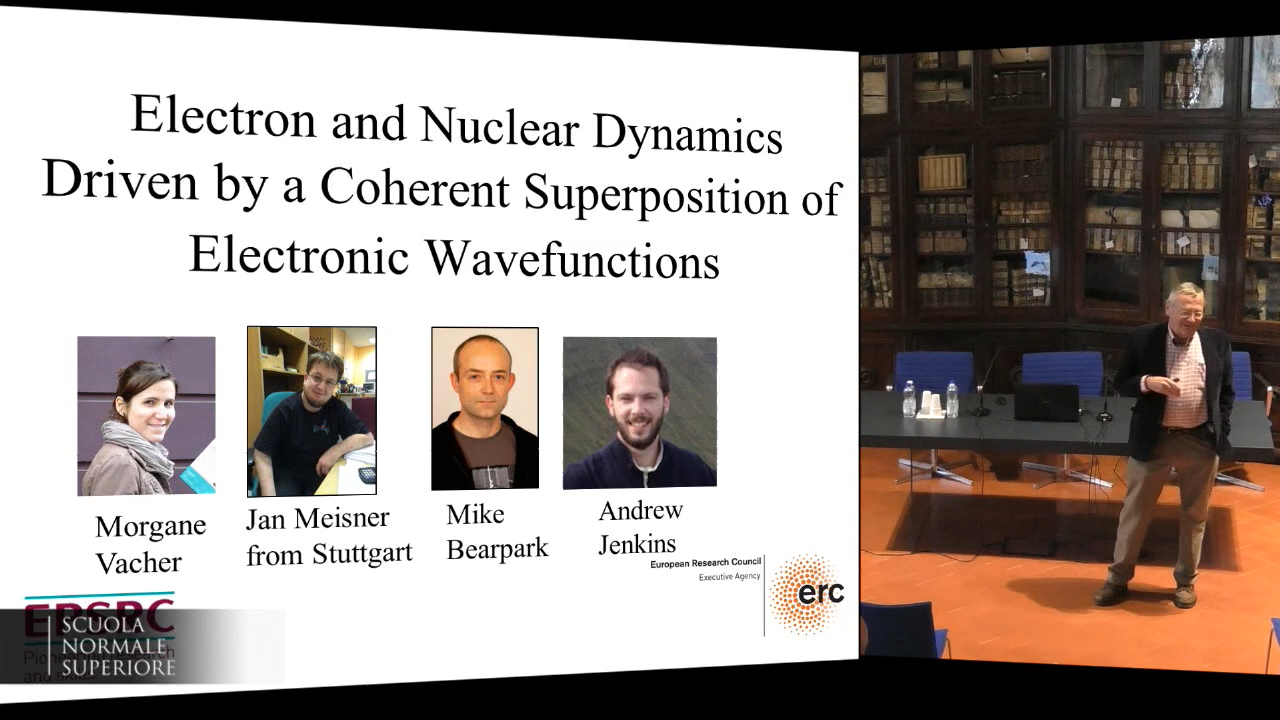 Electron and Nuclear Dynamics
Driven by a Coherent Superposition of
Electronic Wavefunctions
Morgane
Vacher
Jan Meisner
from Stuttgart
Mike
Bearpark
Andrew
Jenkins
European Research Council
Executive Agency
erc
EPSRC
SCUOLA
NORMALE
SUPERIORE